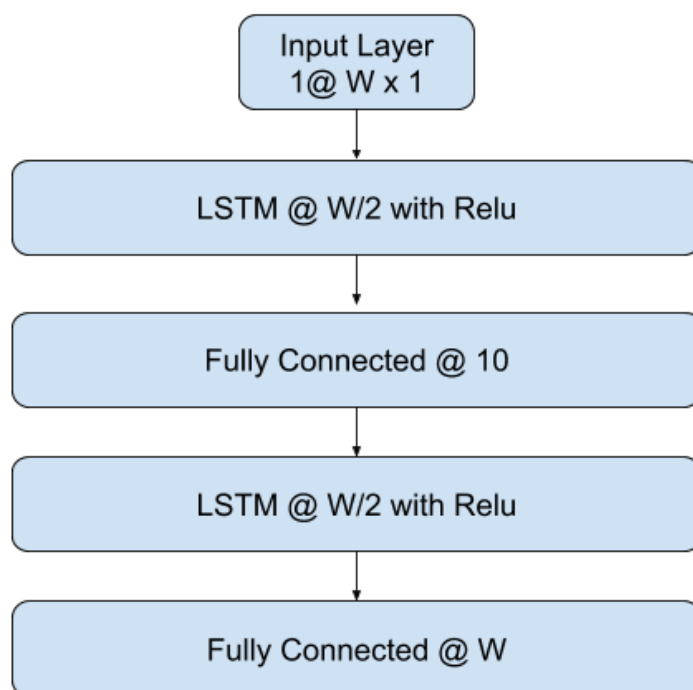 Input Layer
1@ W x 1
LSTM @ W/2 with Relu
Fully Connected @ 10
LSTM @ W/2 with Relu
Fully Connected @ W